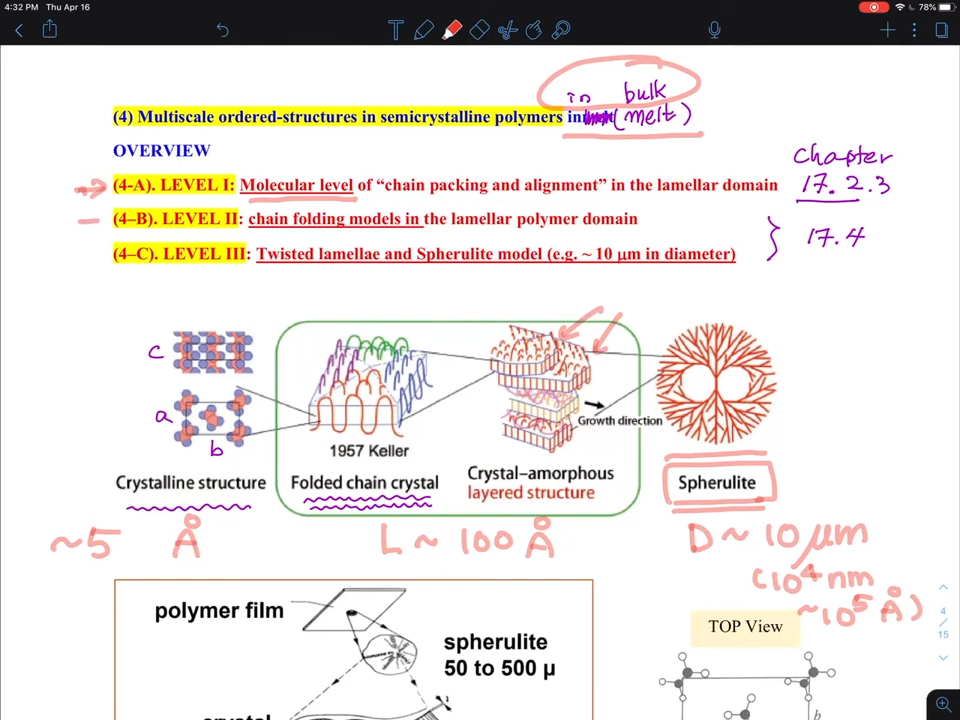 4:32 PM Thu Apr 16
78%
in bulk
(4) Multiscale ordered-structures in semicrystalline polymers in (melt)
OVERVIEW
Chapter
(4-A). LEVEL I: Molecular level of “chain packing and alignment” in the lamellar domain
17.2.3
(4–B). LEVEL II: chain folding models in the lamellar polymer domain
17.4
(4–C). LEVEL III: Twisted lamellae and Spherulite model (e.g. ~ 10 μm in diameter)
c
a
b
Growth direction
1957 Keller
Crystalline structure
Folded chain crystal
Crystal–amorphous
layered structure
Spherulite
~5 Å
L ~ 100 Å
D ~ 10 μm
(10⁴ nm
~10⁵ Å)
polymer film
spherulite
50 to 500 μ
TOP View
4
/
15
b